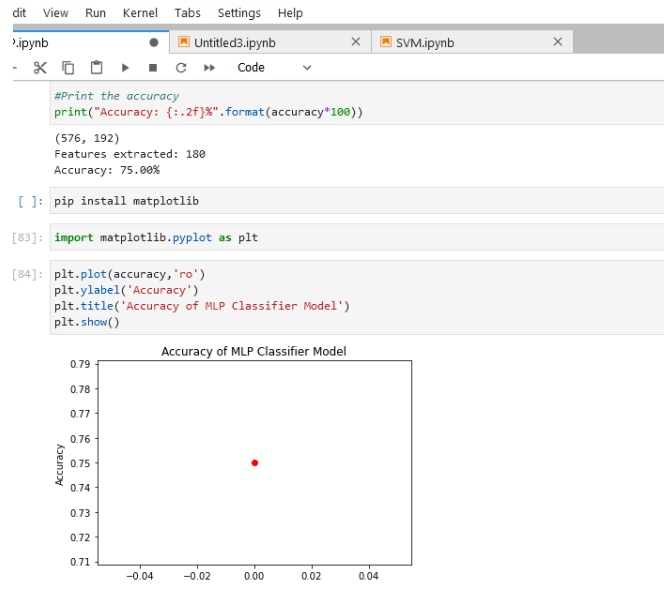 dit View Run Kernel Tabs Settings Help
P.ipynb Untitled3.ipynb SVM.ipynb
Code
#Print the accuracy
print("Accuracy: {:.2f}%".format(accuracy*100))
(576, 192)
Features extracted: 180
Accuracy: 75.00%
[ ]: pip install matplotlib
[83]: import matplotlib.pyplot as plt
[84]: plt.plot(accuracy,'ro')
plt.ylabel('Accuracy')
plt.title('Accuracy of MLP Classifier Model')
plt.show()
Accuracy of MLP Classifier Model
0.79
0.78
0.77
0.76
0.75
0.74
0.73
0.72
0.71
Accuracy
−0.04 −0.02 0.00 0.02 0.04